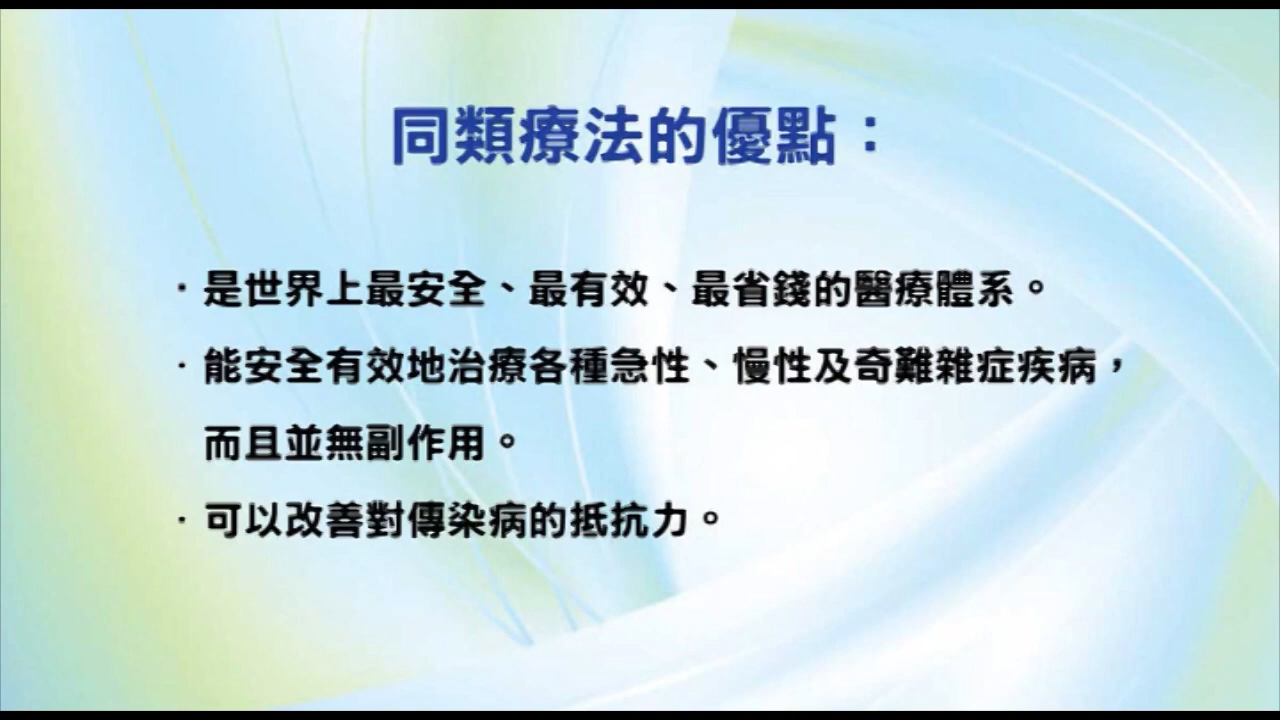 同類療法的優點：
·是世界上最安全、最有效、最省錢的醫療體系。
·能安全有效地治療各種急性、慢性及奇難雜症疾病，
而且並無副作用。
·可以改善對傳染病的抵抗力。